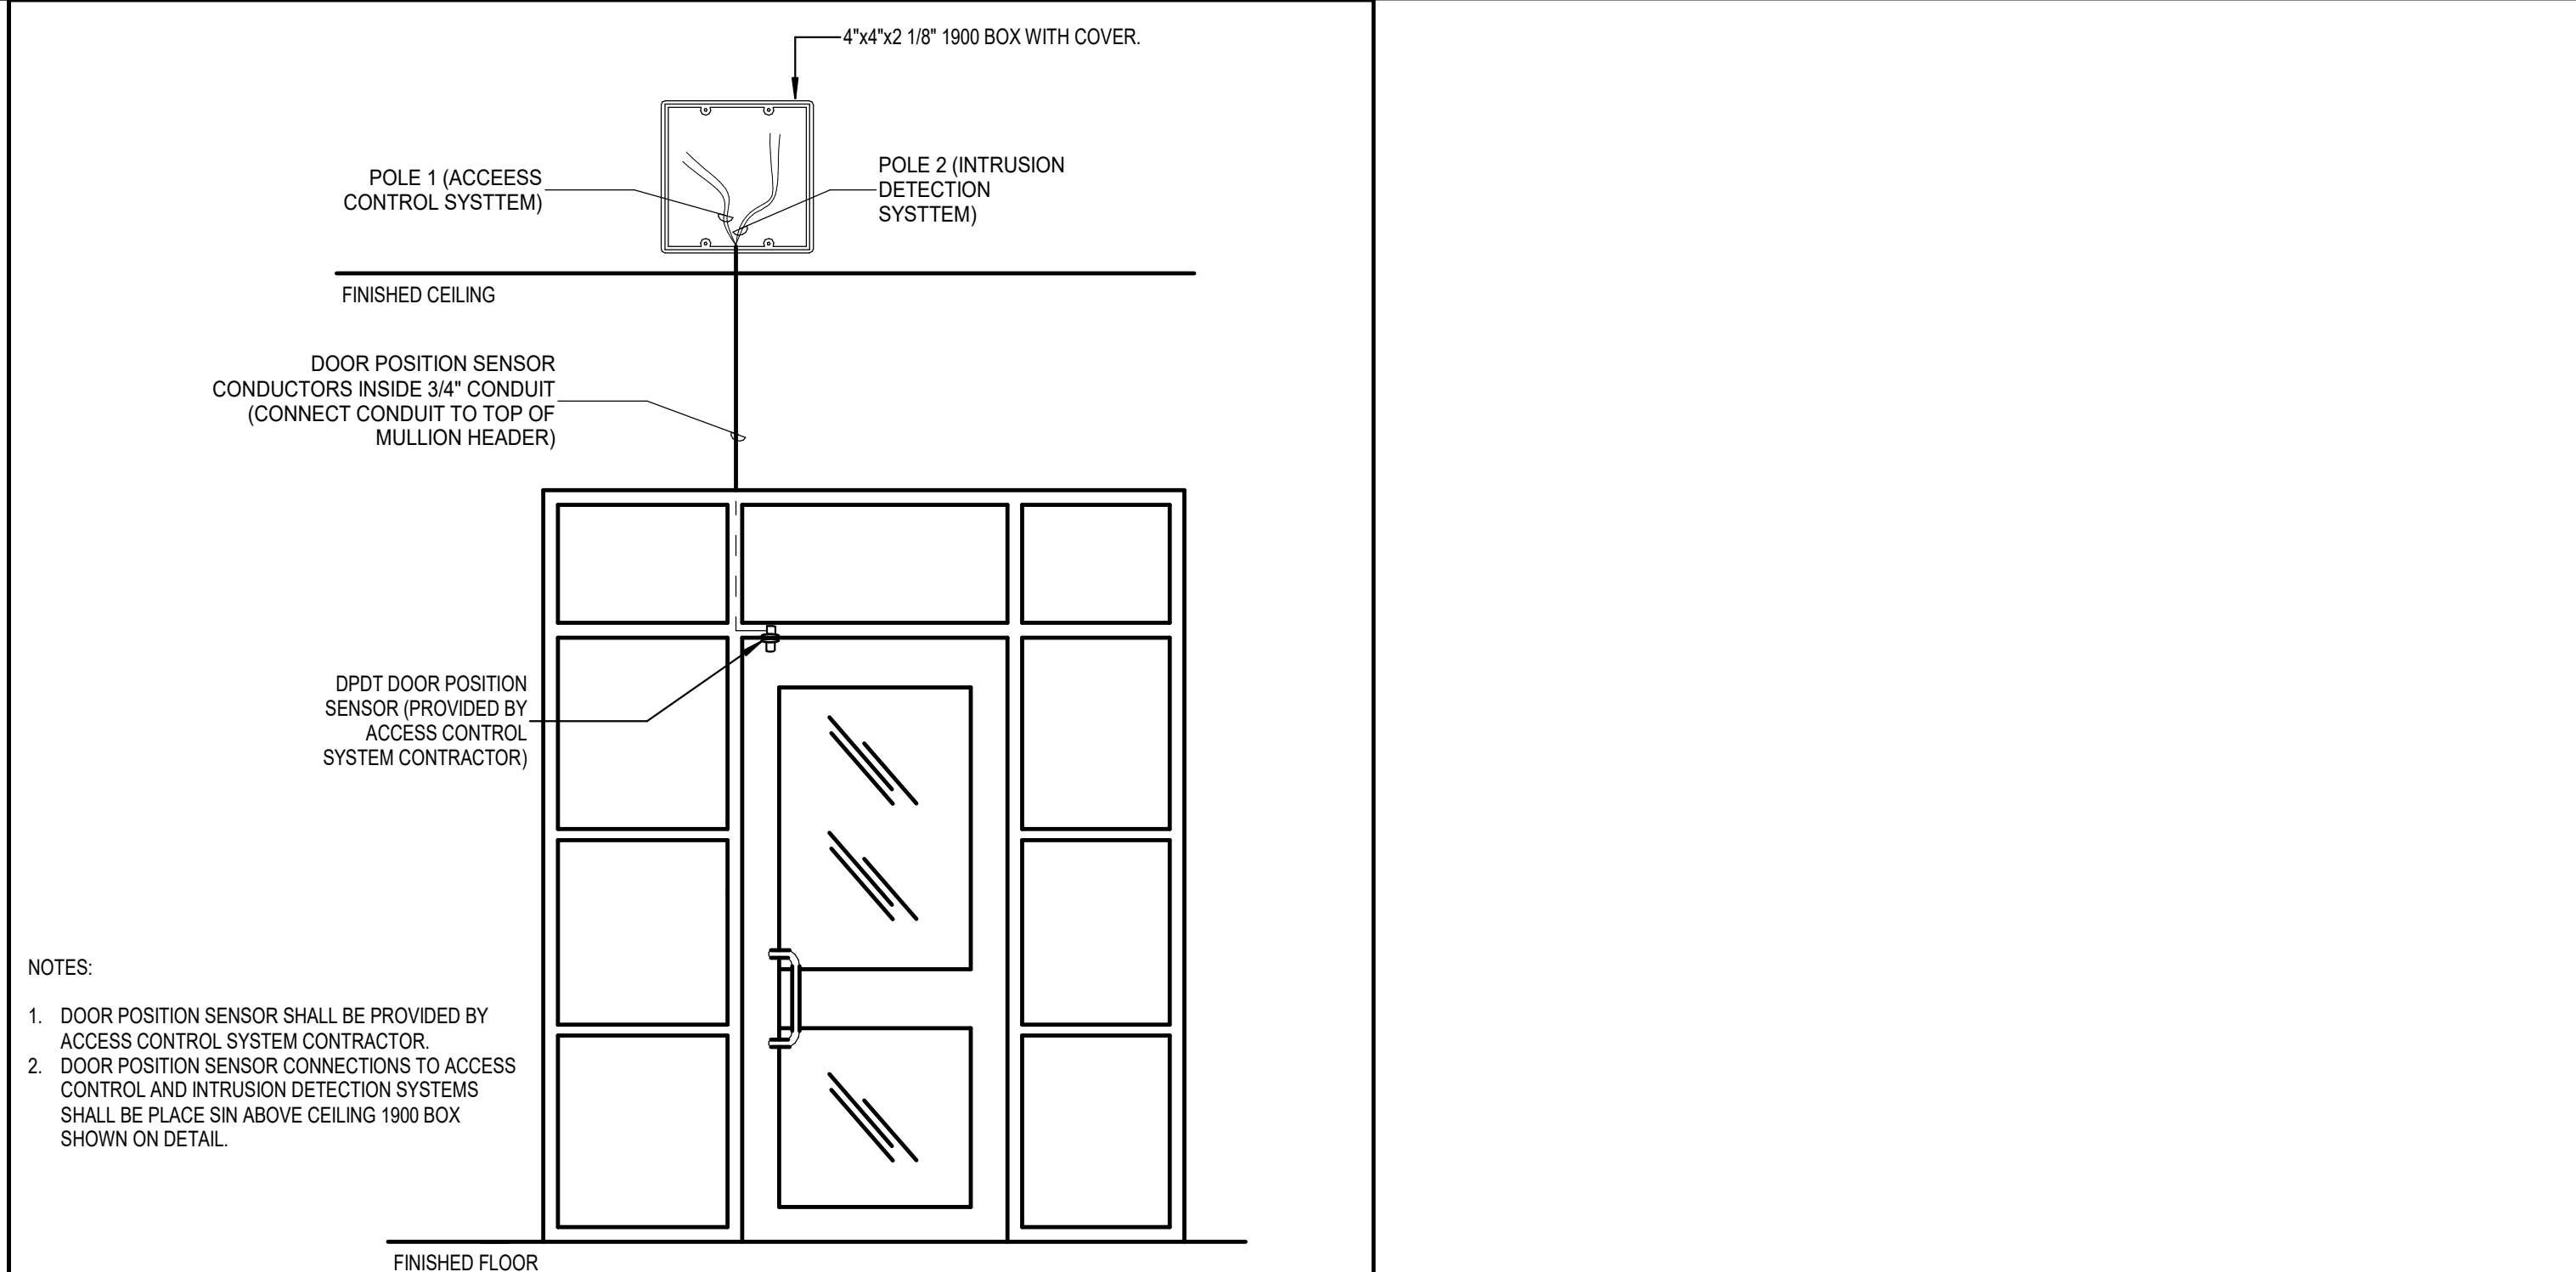 4"x4"x2 1/8" 1900 BOX WITH COVER.
POLE 1 (ACCEESS
CONTROL SYSTTEM)
POLE 2 (INTRUSION
DETECTION
SYSTTEM)
FINISHED CEILING
DOOR POSITION SENSOR
CONDUCTORS INSIDE 3/4" CONDUIT
(CONNECT CONDUIT TO TOP OF
MULLION HEADER)
DPDT DOOR POSITION
SENSOR (PROVIDED BY
ACCESS CONTROL
SYSTEM CONTRACTOR)
NOTES:
1. DOOR POSITION SENSOR SHALL BE PROVIDED BY
ACCESS CONTROL SYSTEM CONTRACTOR.
2. DOOR POSITION SENSOR CONNECTIONS TO ACCESS
CONTROL AND INTRUSION DETECTION SYSTEMS
SHALL BE PLACE SIN ABOVE CEILING 1900 BOX
SHOWN ON DETAIL.
FINISHED FLOOR